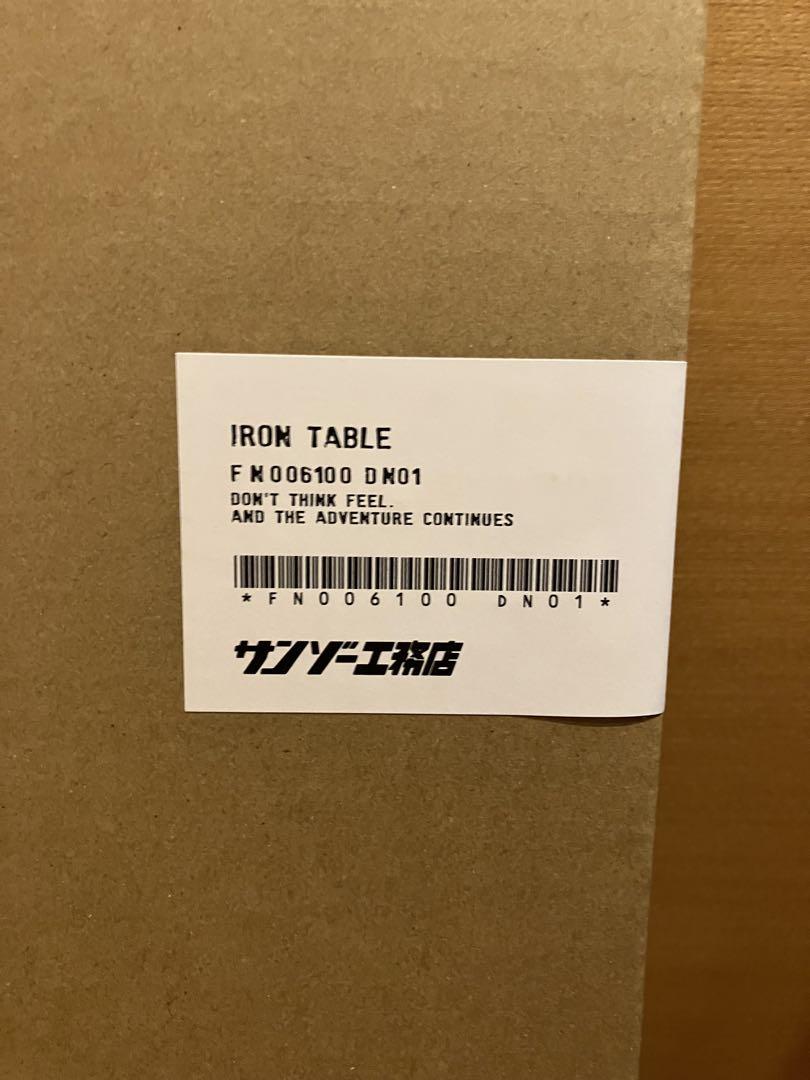 IRON TABLE
FN006100 DN01
DON'T THINK FEEL.
AND THE ADVENTURE CONTINUES
*FN006100 DN01*
サンゾー工務店